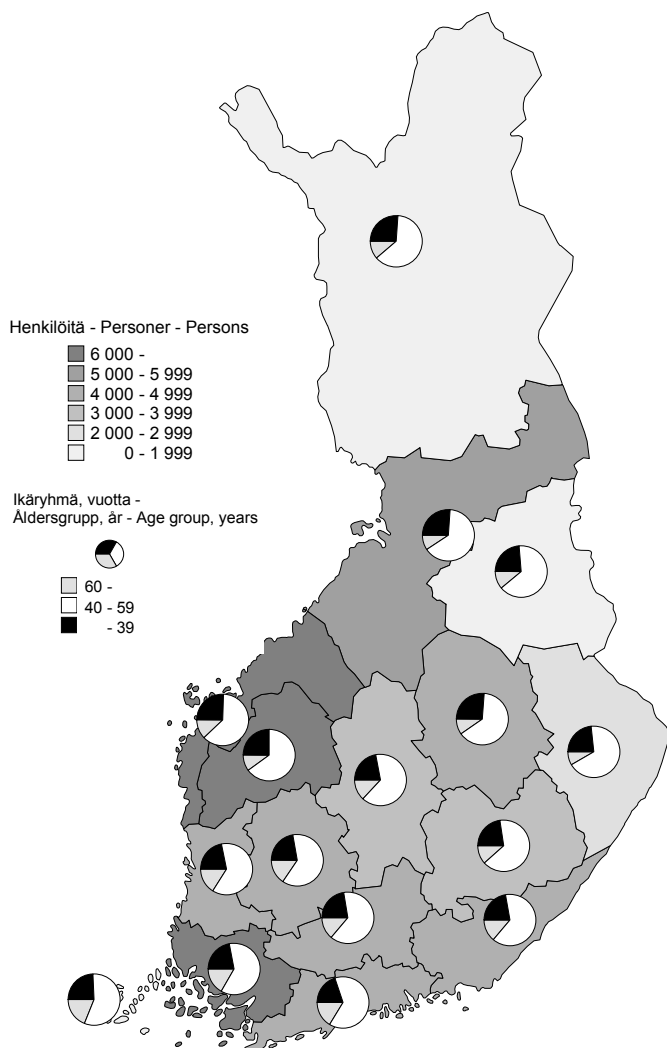 Henkilöitä - Personer - Persons
6 000 -
5 000 - 5 999
4 000 - 4 999
3 000 - 3 999
2 000 - 2 999
0 - 1 999
Ikäryhmä, vuotta -
Åldersgrupp, år - Age group, years
60 -
40 - 59
- 39